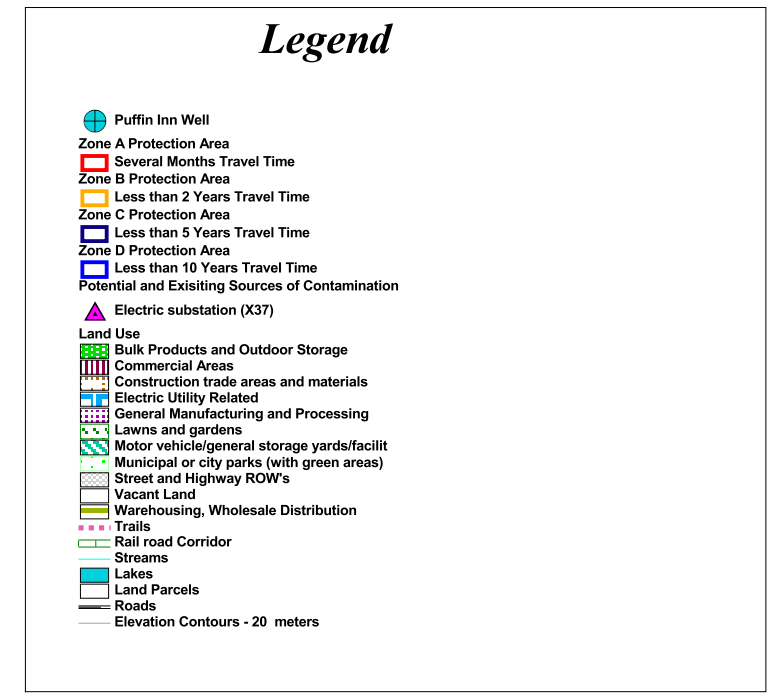 Legend
Puffin Inn Well
Zone A Protection Area
Several Months Travel Time
Zone B Protection Area
Less than 2 Years Travel Time
Zone C Protection Area
Less than 5 Years Travel Time
Zone D Protection Area
Less than 10 Years Travel Time
Potential and Exisiting Sources of Contamination
Electric substation (X37)
Land Use
Bulk Products and Outdoor Storage
Commercial Areas
Construction trade areas and materials
Electric Utility Related
General Manufacturing and Processing
Lawns and gardens
Motor vehicle/general storage yards/facilit
Municipal or city parks (with green areas)
Street and Highway ROW's
Vacant Land
Warehousing, Wholesale Distribution
Trails
Rail road Corridor
Streams
Lakes
Land Parcels
Roads
Elevation Contours - 20 meters